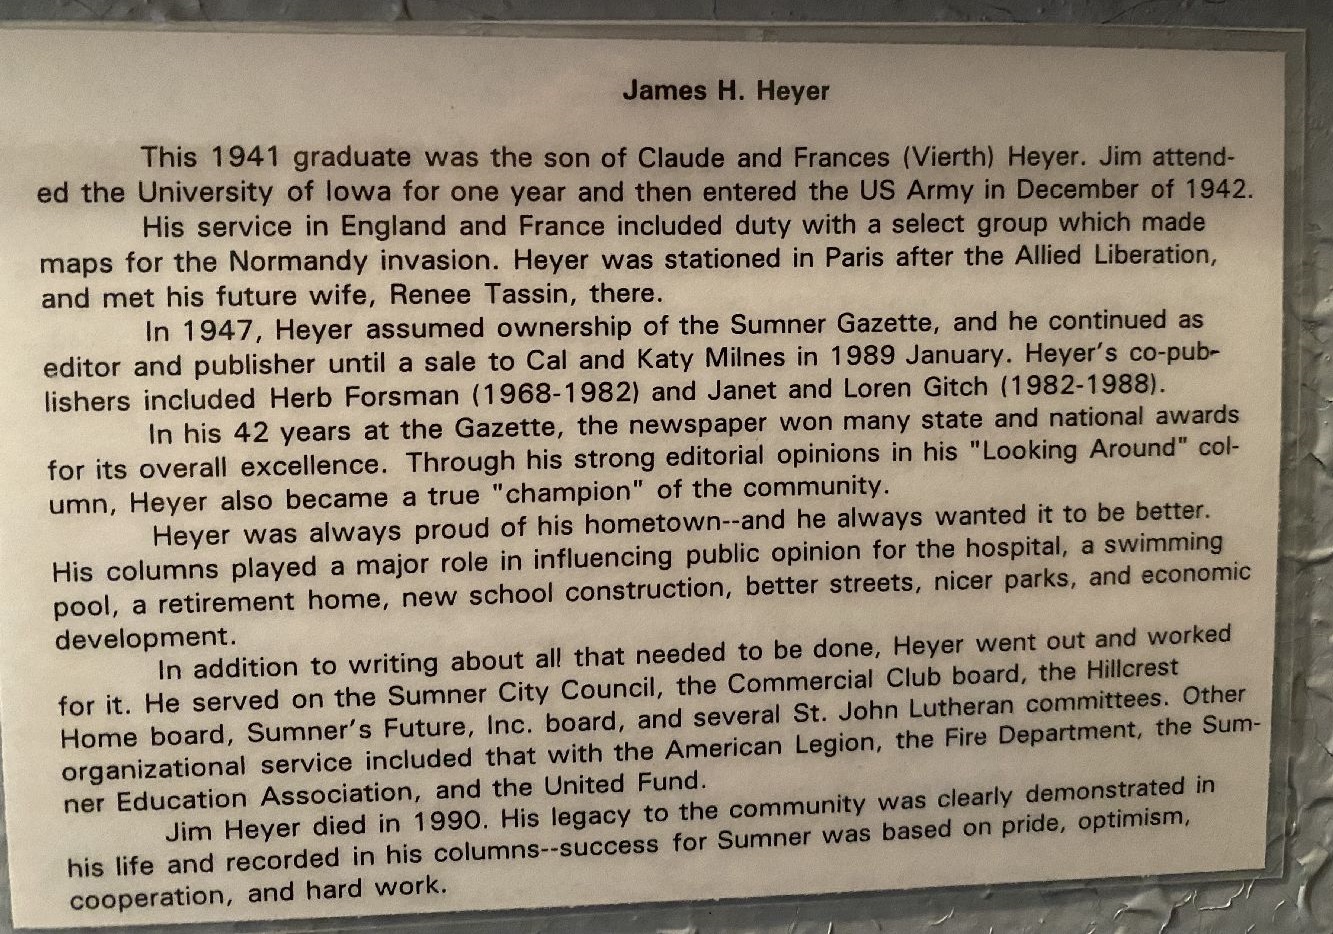 James H. Heyer
This 1941 graduate was the son of Claude and Frances (Vierth) Heyer. Jim attend-
ed the University of Iowa for one year and then entered the US Army in December of 1942.
His service in England and France included duty with a select group which made
maps for the Normandy invasion. Heyer was stationed in Paris after the Allied Liberation,
and met his future wife, Renee Tassin, there.
In 1947, Heyer assumed ownership of the Sumner Gazette, and he continued as
editor and publisher until a sale to Cal and Katy Milnes in 1989 January. Heyer's co-pub-
lishers included Herb Forsman (1968-1982) and Janet and Loren Gitch (1982-1988).
In his 42 years at the Gazette, the newspaper won many state and national awards
for its overall excellence. Through his strong editorial opinions in his "Looking Around" col-
umn, Heyer also became a true "champion" of the community.
Heyer was always proud of his hometown--and he always wanted it to be better.
His columns played a major role in influencing public opinion for the hospital, a swimming
pool, a retirement home, new school construction, better streets, nicer parks, and economic
development.
In addition to writing about all that needed to be done, Heyer went out and worked
for it. He served on the Sumner City Council, the Commercial Club board, the Hillcrest
Home board, Sumner's Future, Inc. board, and several St. John Lutheran committees. Other
organizational service included that with the American Legion, the Fire Department, the Sum-
ner Education Association, and the United Fund.
Jim Heyer died in 1990. His legacy to the community was clearly demonstrated in
his life and recorded in his columns--success for Sumner was based on pride, optimism,
cooperation, and hard work.